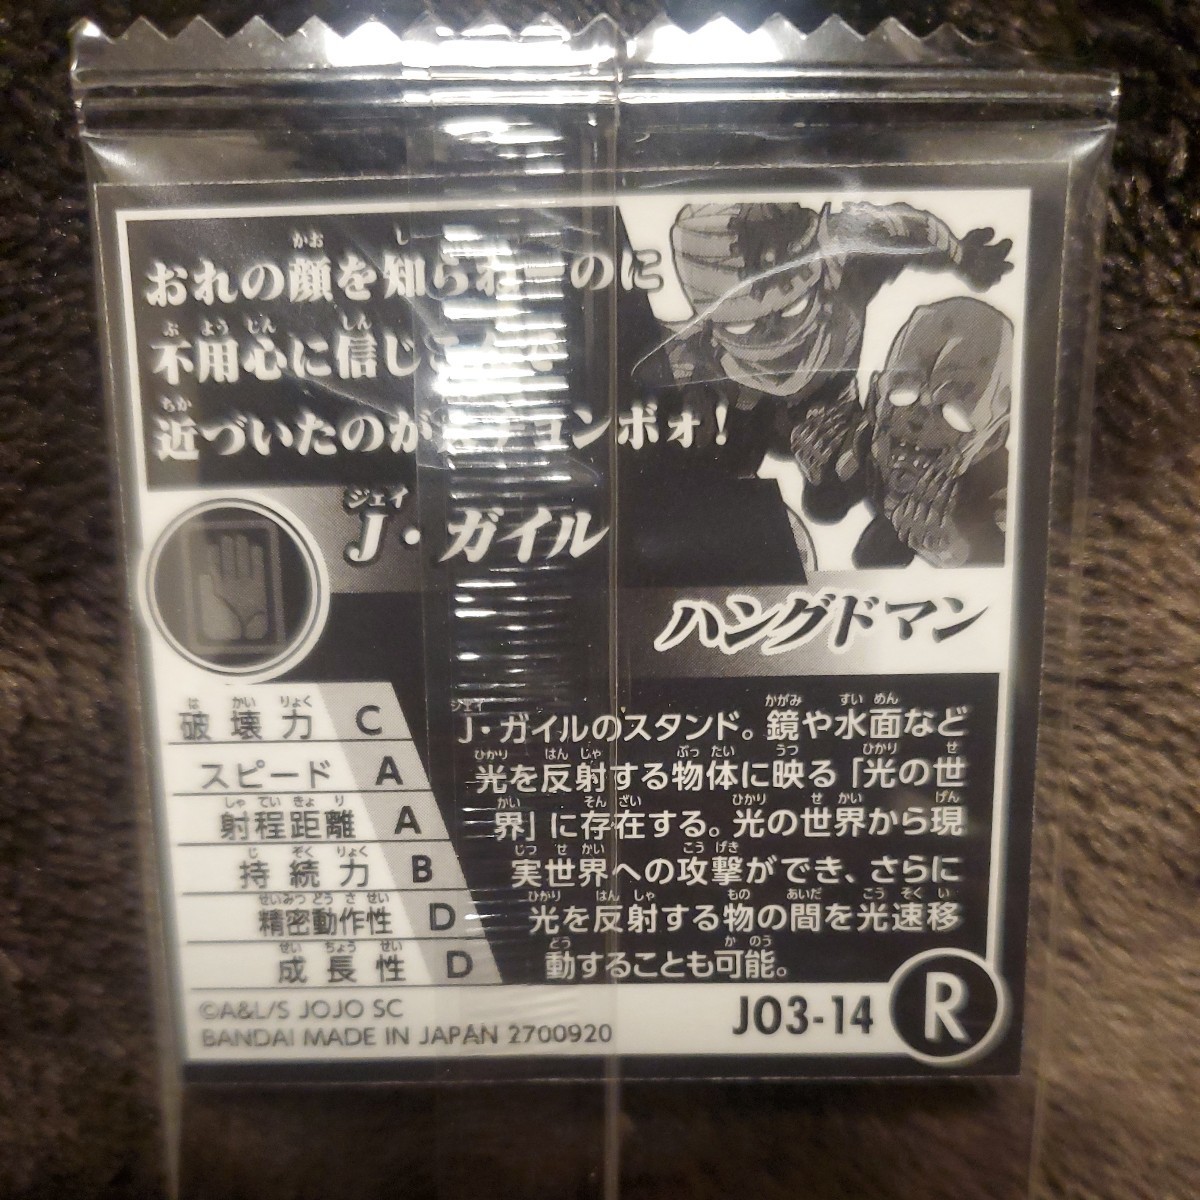 おれの顔を知られ のに
不用心に信じ
近づいたのが チョンボォ!
J・ガイル
ハングドマン
破壊力 C
スピード A
射程距離 A
持続力 B
精密動作性 D
成長性 D
J・ガイルのスタンド。鏡や水面など
光を反射する物体に映る「光の世
界」に存在する。光の世界から現
実世界への攻撃ができ、さらに
光を反射する物の間を光速移
動することも可能。
©A&L/S JOJO SC
BANDAI MADE IN JAPAN 2700920
JO3-14
R